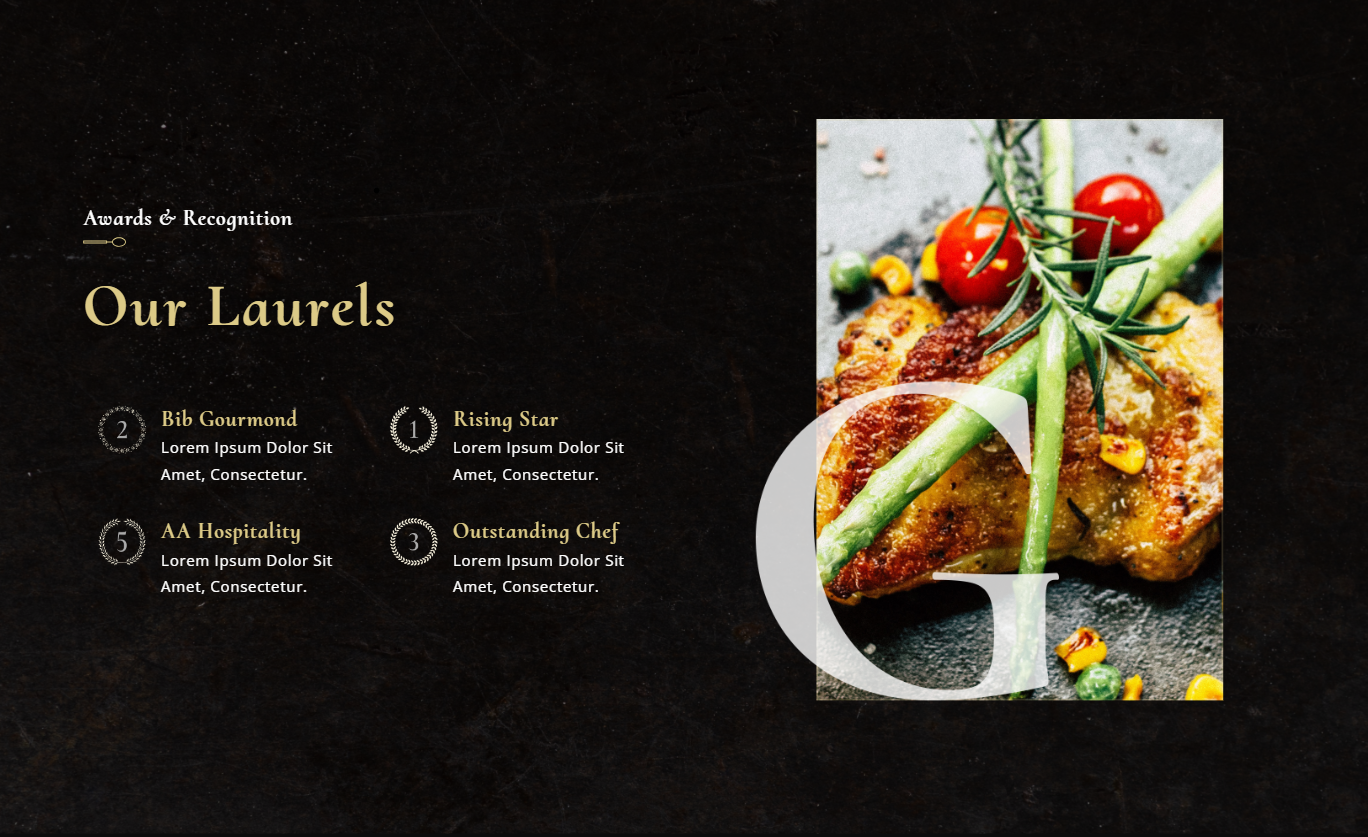 Awards & Recognition
Our Laurels
2
Bib Gourmond
Lorem Ipsum Dolor Sit
Amet, Consectetur.
1
Rising Star
Lorem Ipsum Dolor Sit
Amet, Consectetur.
5
AA Hospitality
Lorem Ipsum Dolor Sit
Amet, Consectetur.
3
Outstanding Chef
Lorem Ipsum Dolor Sit
Amet, Consectetur.
G